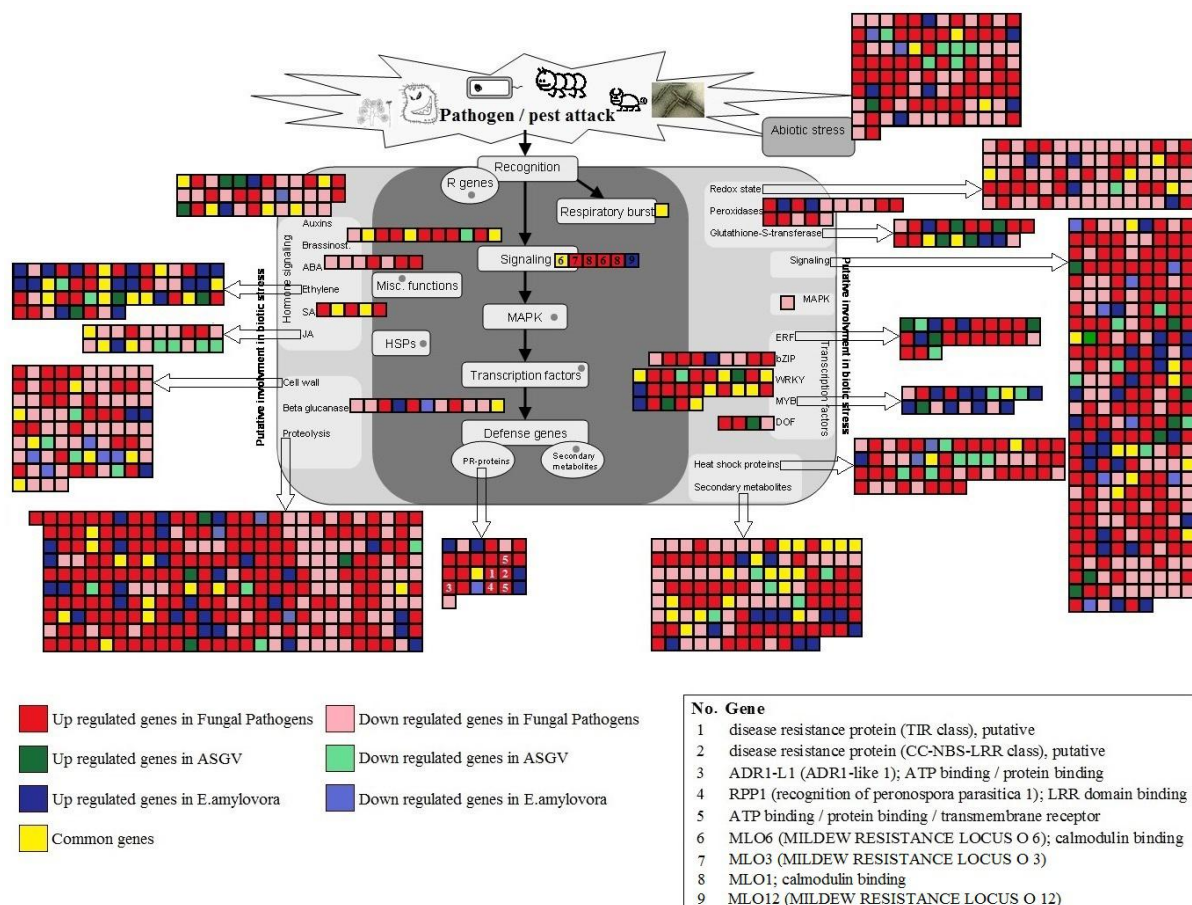 Pathogen / pest attack
Abiotic stress
Recognition
R genes
Respiratory burst
Redox state
Peroxidases
Glutathione-S-transferase
Auxins
Brassinost.
ABA
Ethylene
SA
JA
Hormone signaling
Putative involvment in biotic stress
Signaling
6 7 8 6 8 9
Misc. functions
MAPK
HSPs
Transcription factors
Defense genes
PR-proteins
Secondary metabolites
Signaling
MAPK
ERF
bZIP
WRKY
MYB
DOF
Transcription factors
Putative involvment in biotic stress
Cell wall
Beta glucanase
Proteolysis
Heat shock proteins
Secondary metabolites
5
1 2
3 4 5
Up regulated genes in Fungal Pathogens
Down regulated genes in Fungal Pathogens
Up regulated genes in ASGV
Down regulated genes in ASGV
Up regulated genes in E.amylovora
Down regulated genes in E.amylovora
Common genes
No. Gene
1 disease resistance protein (TIR class), putative
2 disease resistance protein (CC-NBS-LRR class), putative
3 ADR1-L1 (ADR1-like 1); ATP binding / protein binding
4 RPP1 (recognition of peronospora parasitica 1); LRR domain binding
5 ATP binding / protein binding / transmembrane receptor
6 MLO6 (MILDEW RESISTANCE LOCUS O 6); calmodulin binding
7 MLO3 (MILDEW RESISTANCE LOCUS O 3)
8 MLO1; calmodulin binding
9 MLO12 (MILDEW RESISTANCE LOCUS O 12)